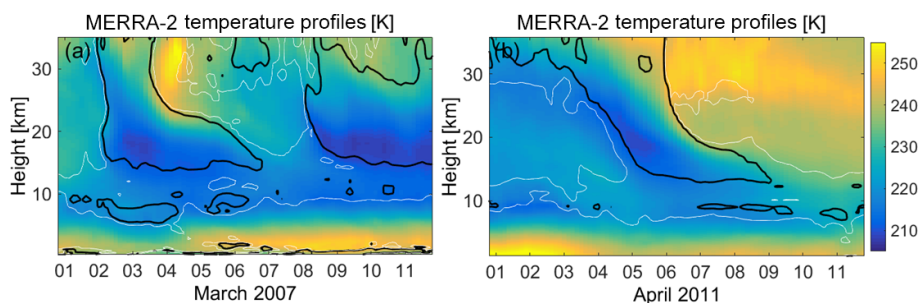 MERRA-2 temperature profiles [K]
MERRA-2 temperature profiles [K]
(a)
(b)
Height [km]
30
20
10
01 02 03 04 05 06 07 08 09 10 11
March 2007
Height [km]
30
20
10
01 02 03 04 05 06 07 08 09 10 11
April 2011
250
240
230
220
210